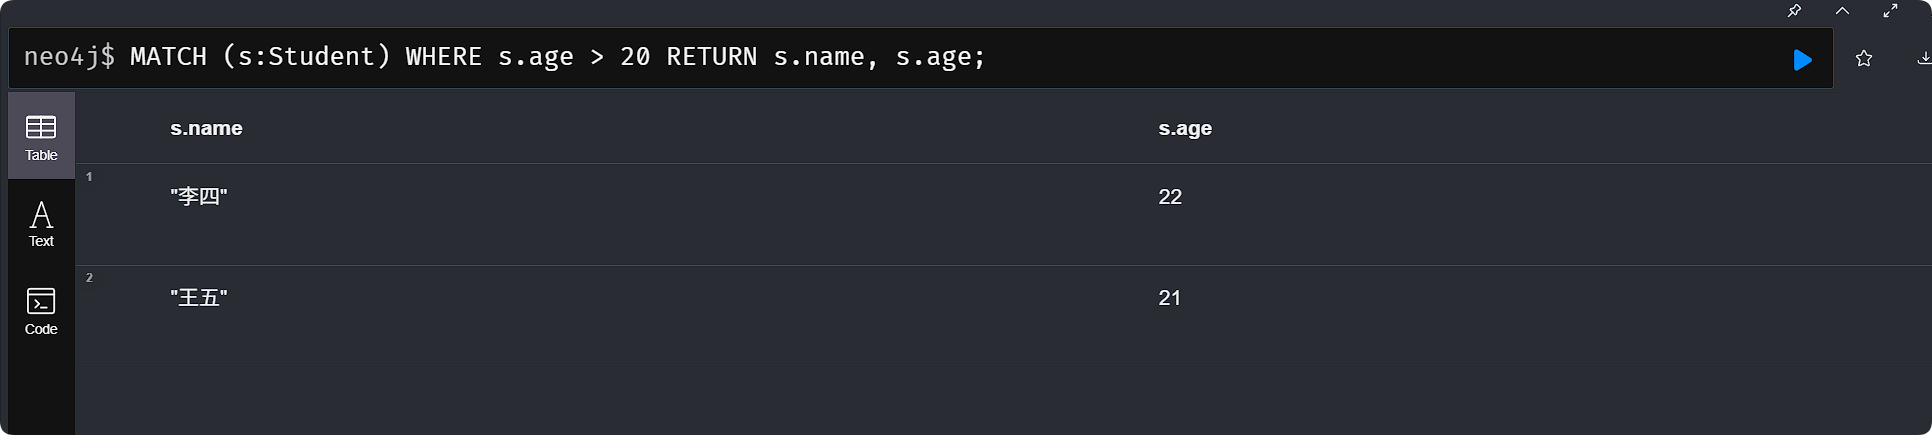 neo4j$ MATCH (s:Student) WHERE s.age > 20 RETURN s.name, s.age;
Table
Text
Code
s.name s.age
1
"李四" 22
2
"王五" 21